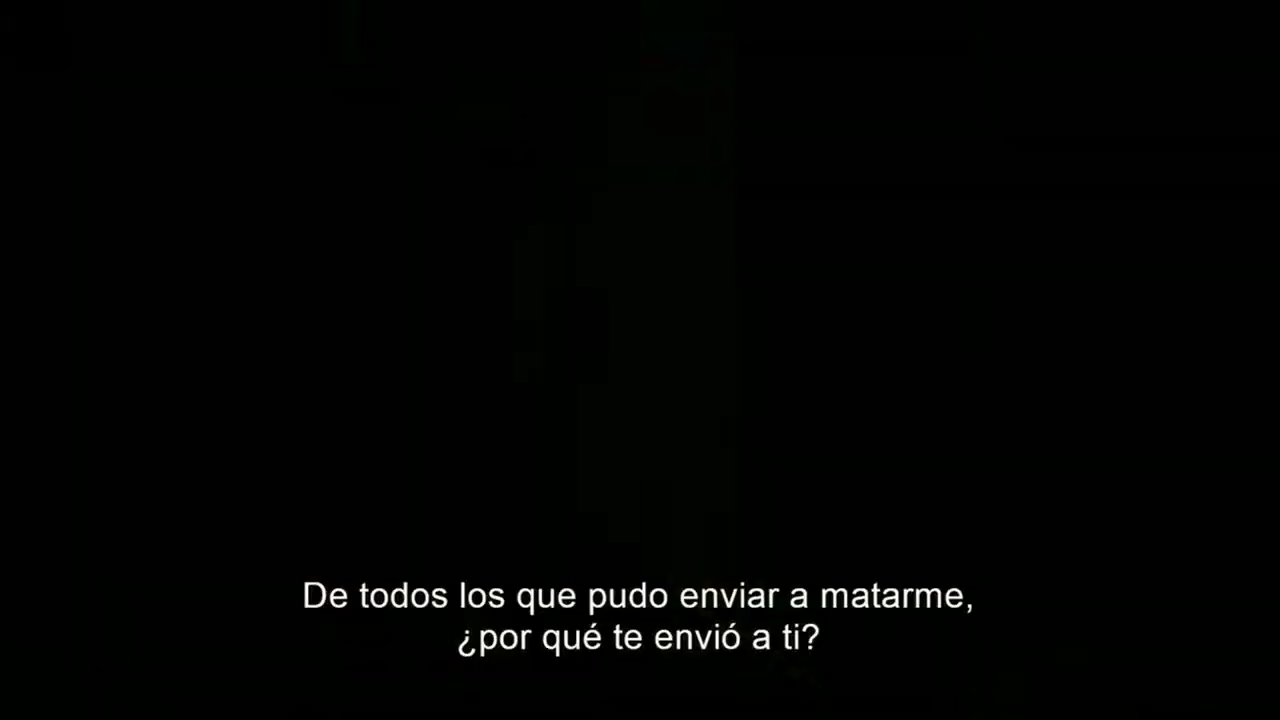 De todos los que pudo enviar a matarme,
¿por qué te envió a ti?